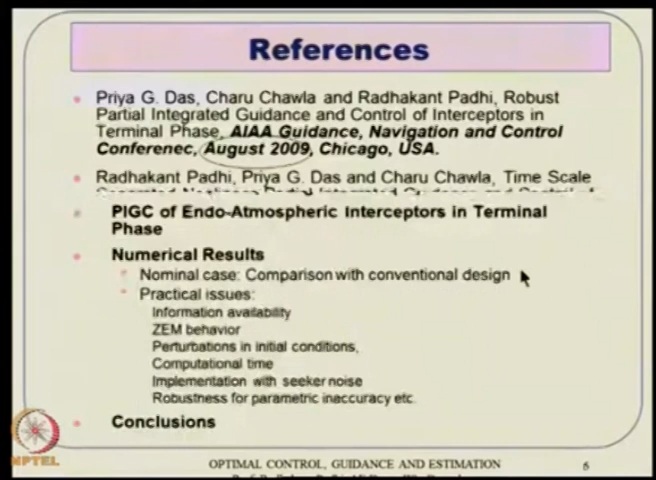 References
Priya G. Das, Charu Chawla and Radhakant Padhi, Robust
Partial Integrated Guidance and Control of Interceptors in
Terminal Phase, AIAA Guidance, Navigation and Control
Conferenec, August 2009, Chicago, USA.
Radhakant Padhi, Priya G. Das and Charu Chawla, Time Scale
PIGC of Endo-Atmospheric Interceptors in Terminal
Phase
Numerical Results
Nominal case: Comparison with conventional design
Practical issues:
Information availability
ZEM behavior
Perturbations in initial conditions,
Computational time
Implementation with seeker noise
Robustness for parametric inaccuracy etc.
Conclusions
NPTEL
OPTIMAL CONTROL, GUIDANCE AND ESTIMATION
6